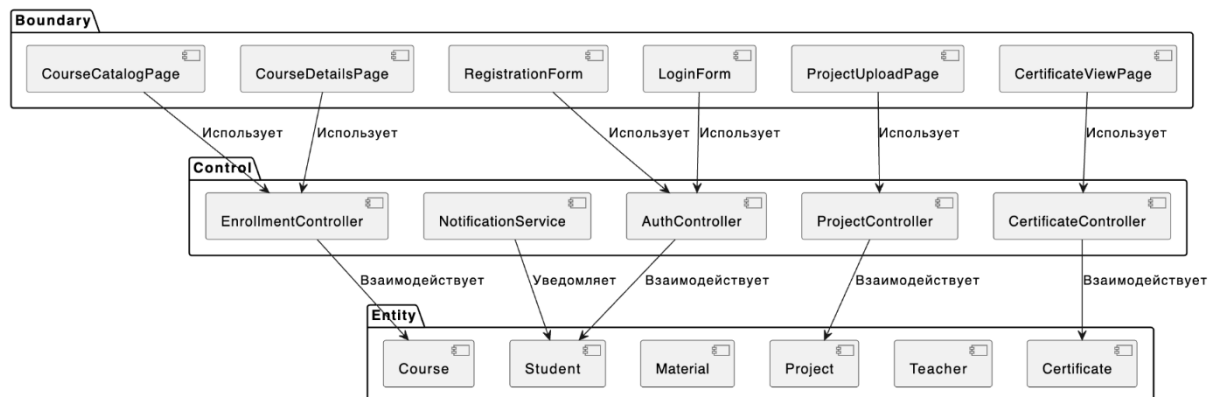 Boundary
CourseCatalogPage
CourseDetailsPage
RegistrationForm
LoginForm
ProjectUploadPage
CertificateViewPage
Использует
Использует
Использует
Использует
Использует
Использует
Control
EnrollmentController
NotificationService
AuthController
ProjectController
CertificateController
Взаимодействует
Уведомляет
Взаимодействует
Взаимодействует
Взаимодействует
Entity
Course
Student
Material
Project
Teacher
Certificate